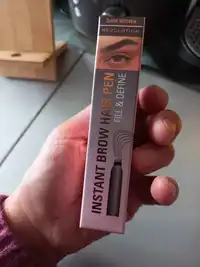 DARK BROWN
REVOLUTION
INSTANT BROW HAIR PEN
FILL & DEFINE